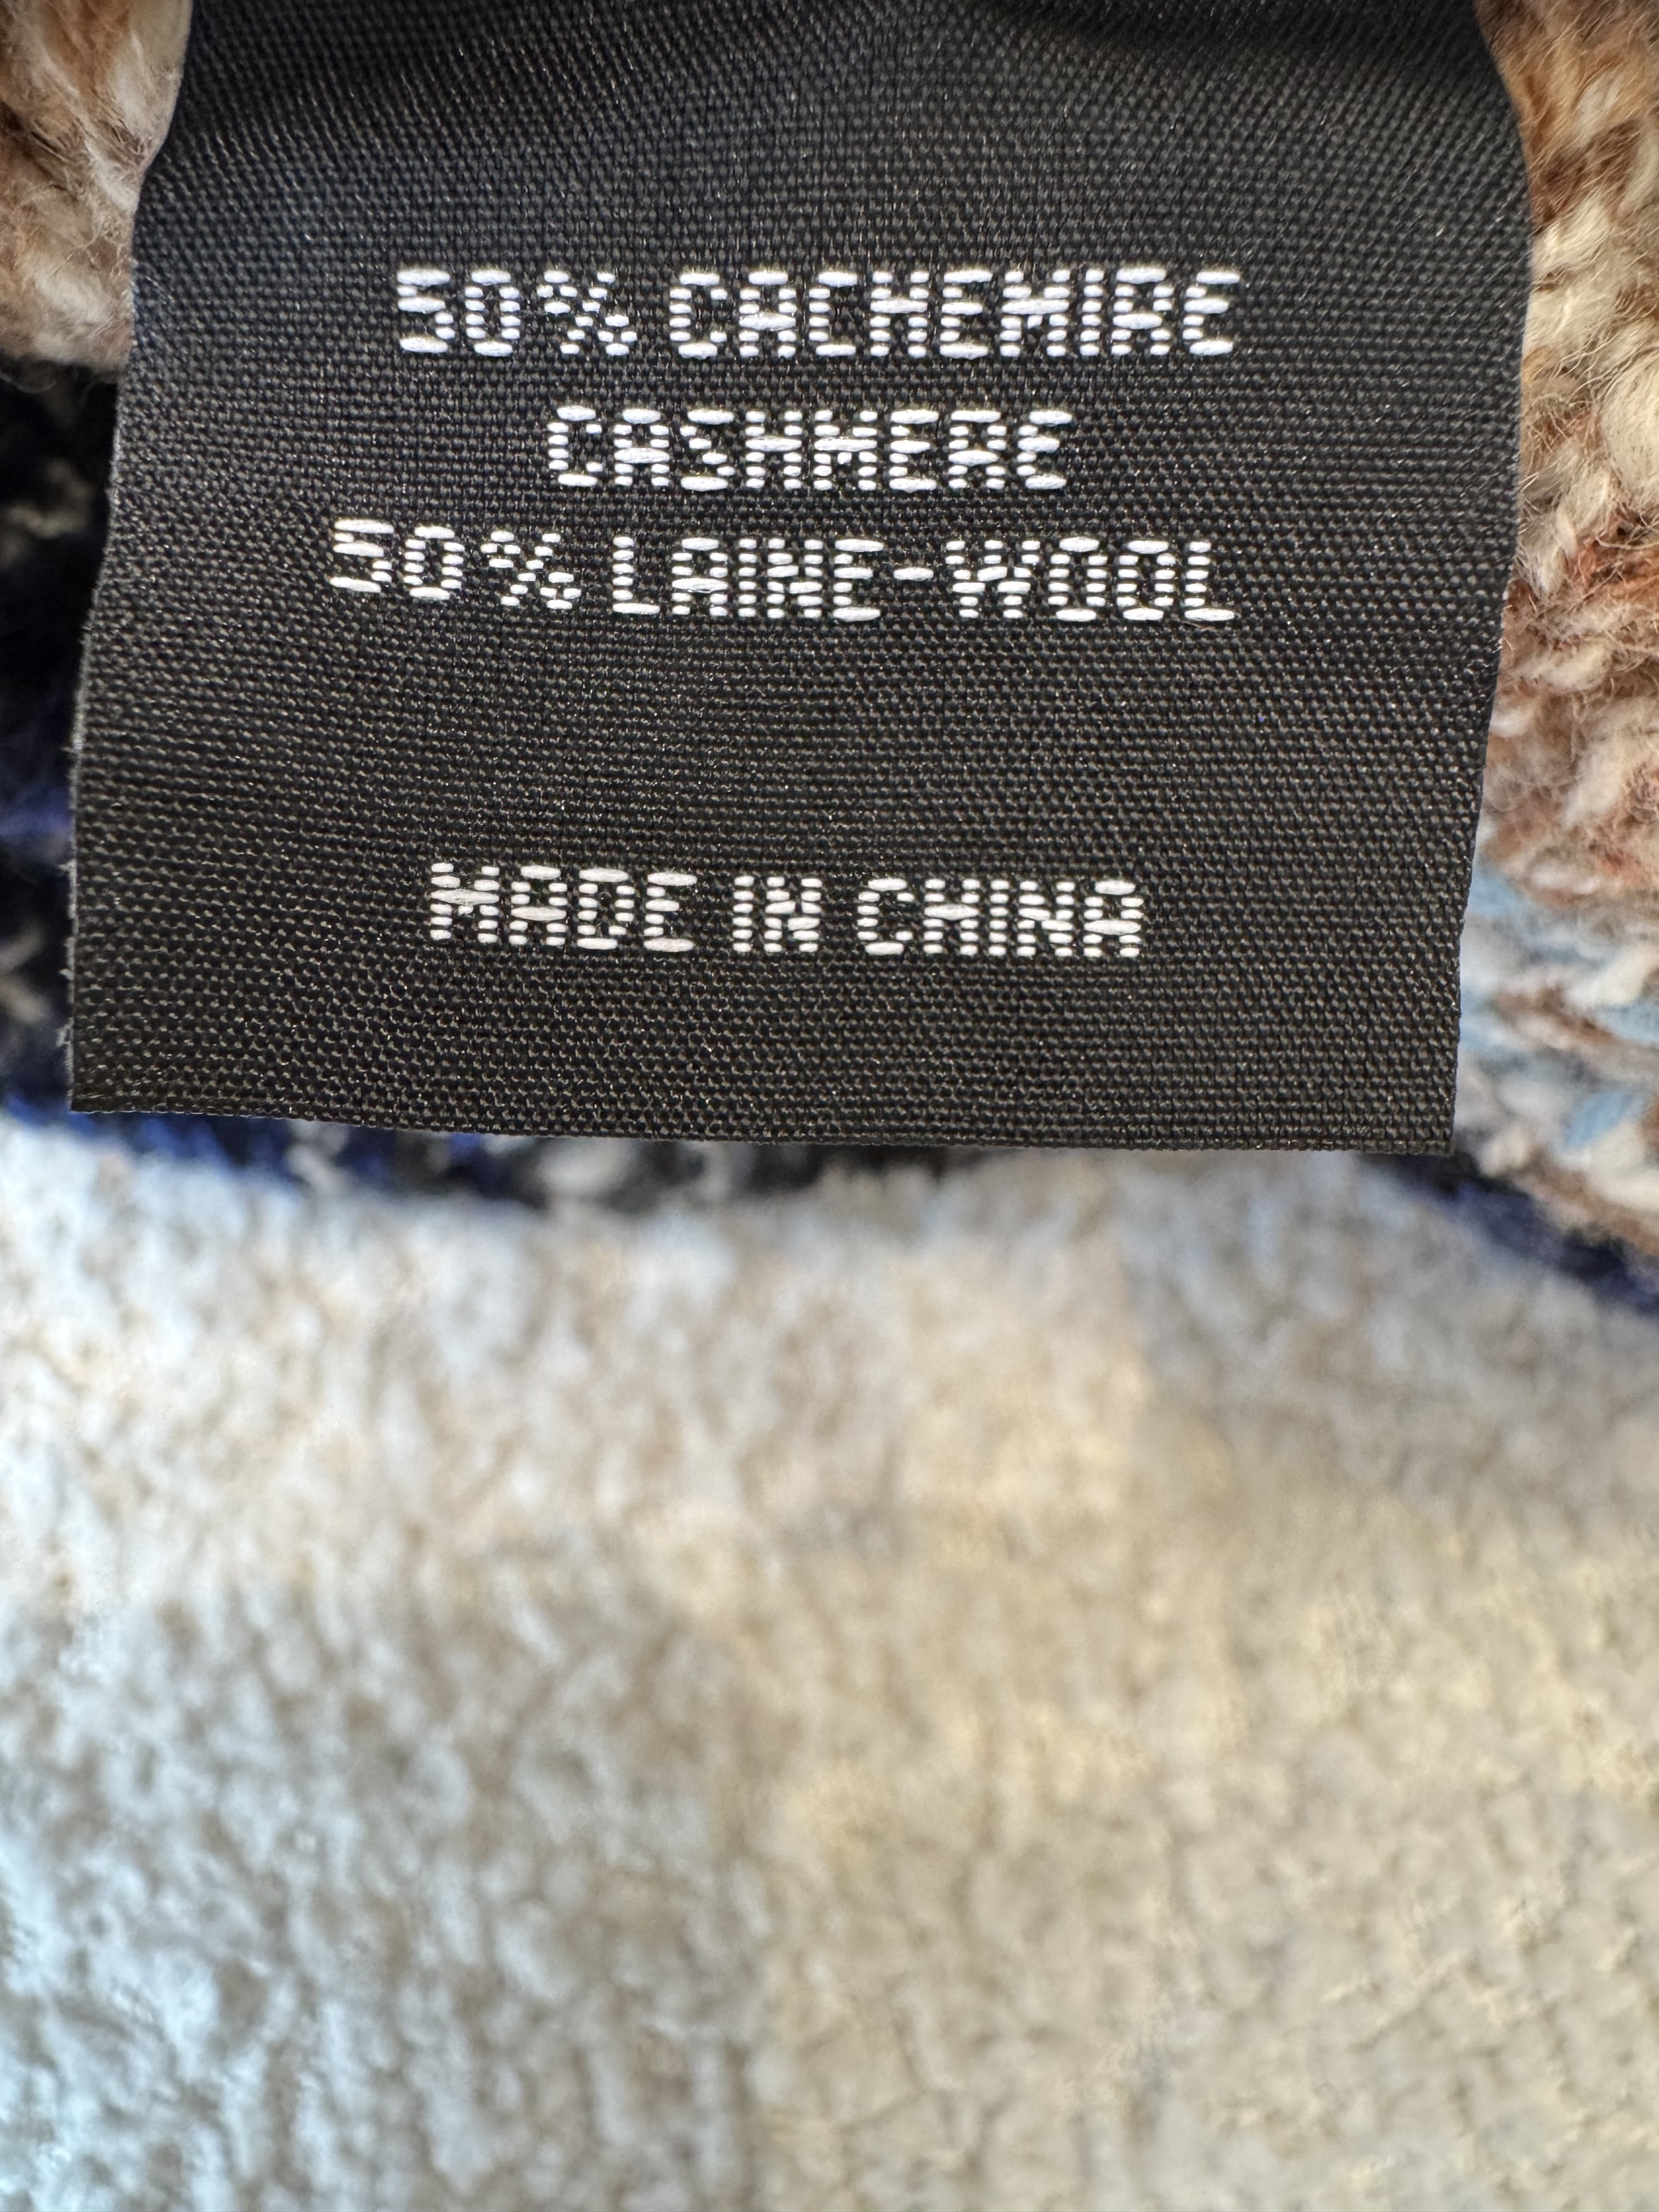 50% CACHEMIRE
CASHMERE
50% LAINE-WOOL
MADE IN CHINA